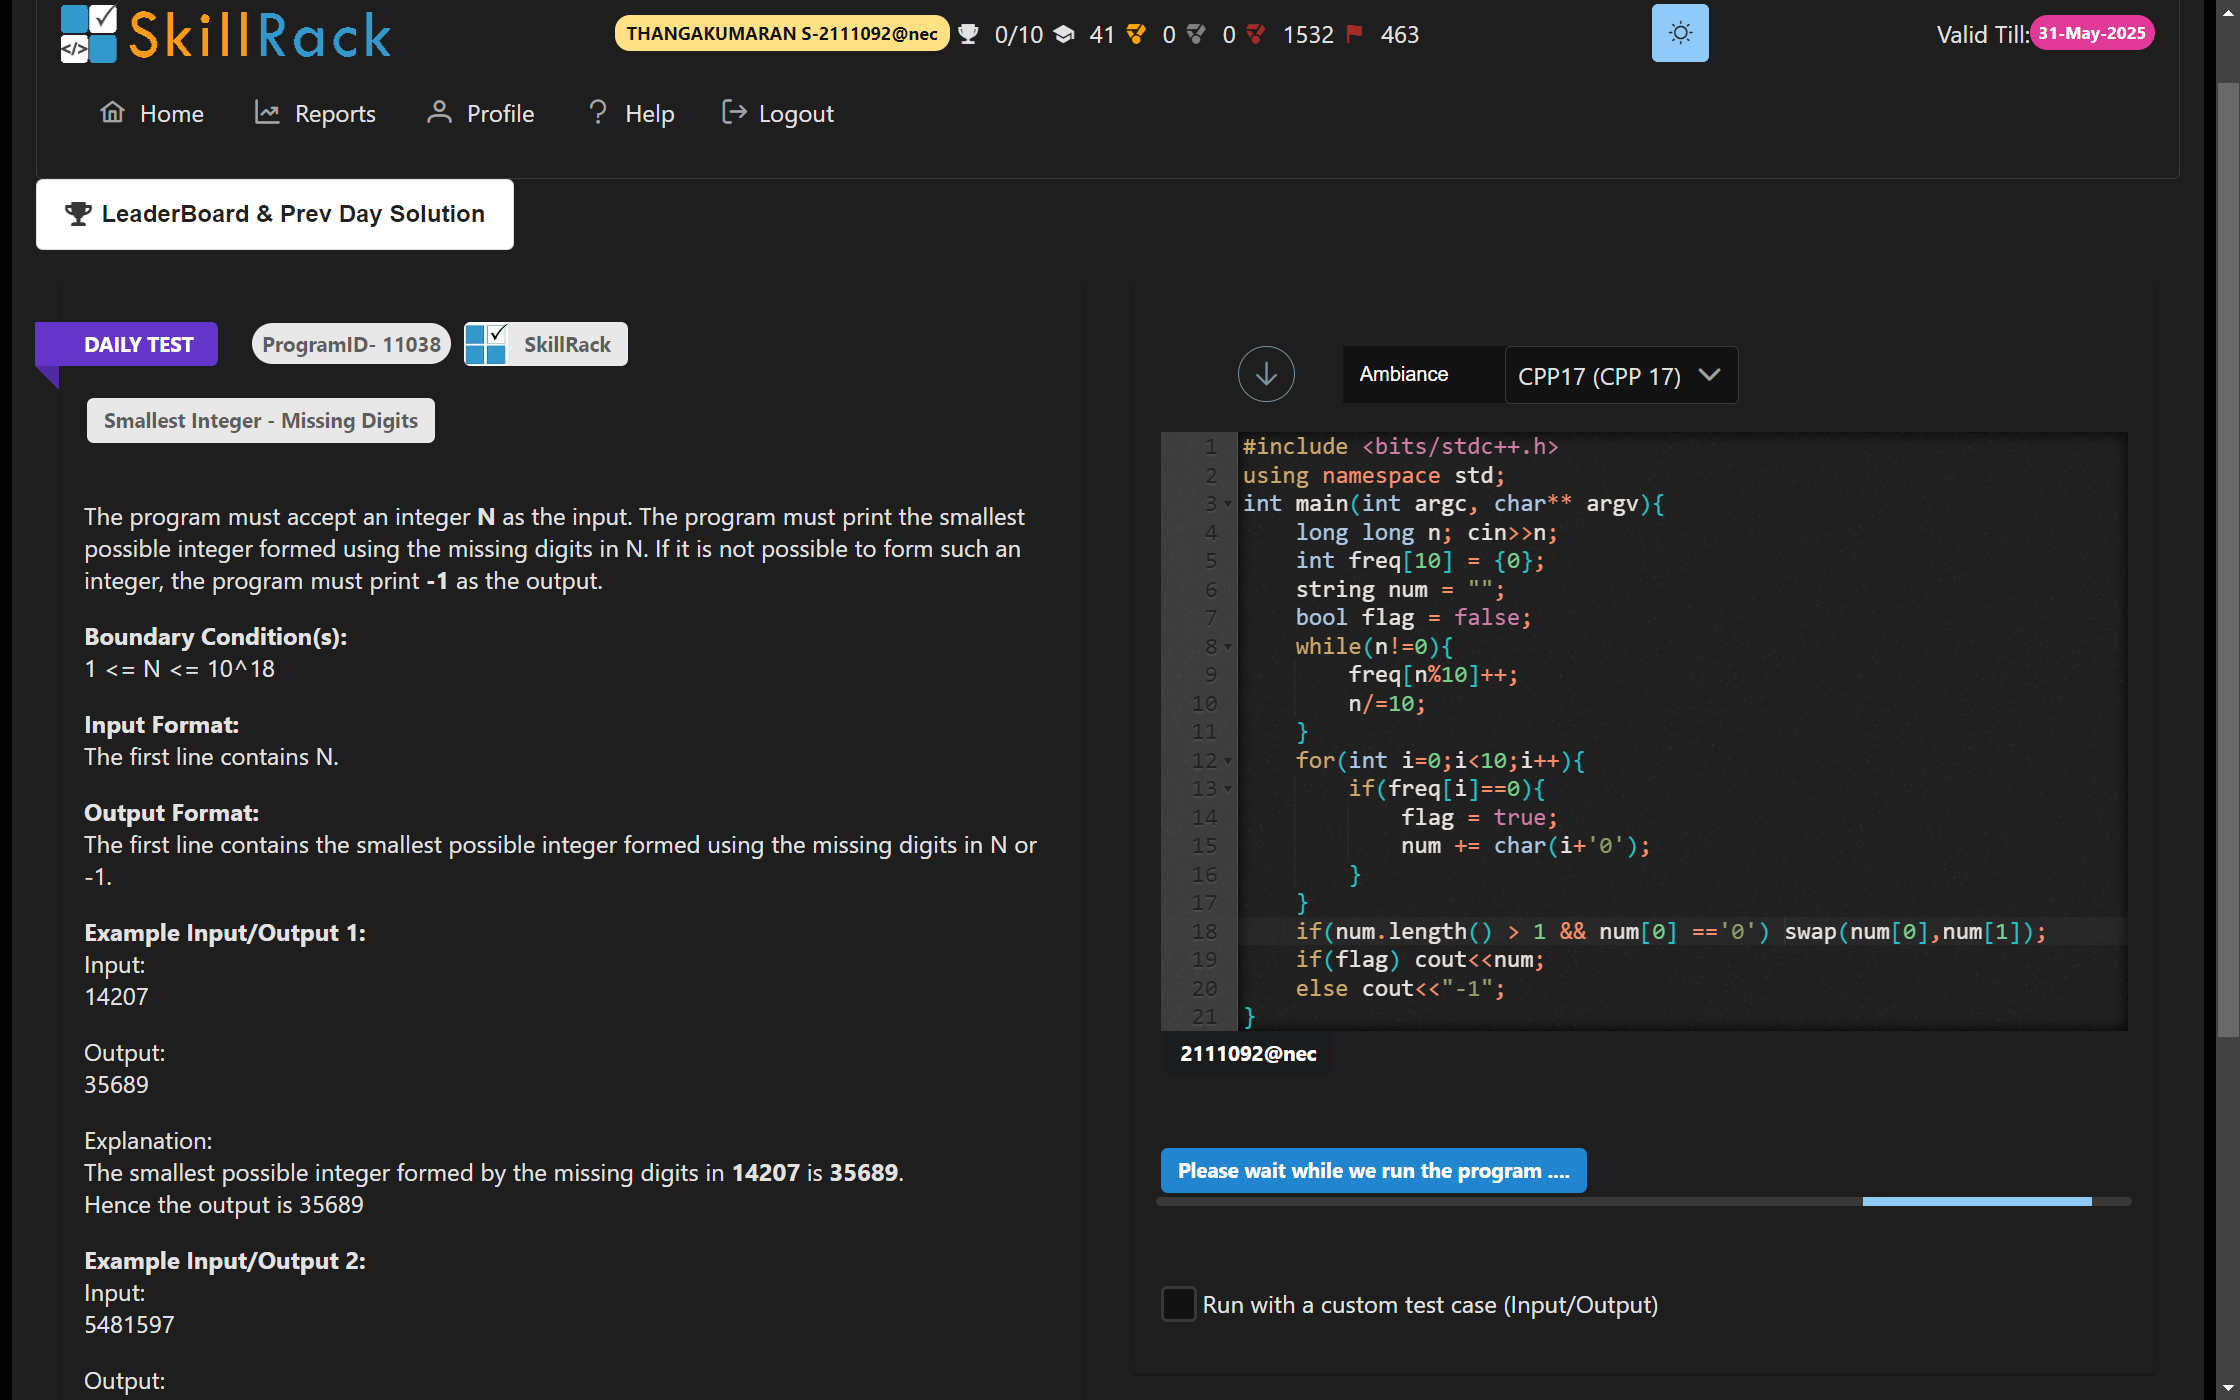 SkillRack
THANGAKUMARAN S-2111092@nec 0/10 41 0 0 1532 463
Valid Till: 31-May-2025
Home Reports Profile Help Logout
LeaderBoard & Prev Day Solution
DAILY TEST ProgramID- 11038 SkillRack
Smallest Integer - Missing Digits
The program must accept an integer N as the input. The program must print the smallest
possible integer formed using the missing digits in N. If it is not possible to form such an
integer, the program must print -1 as the output.
Boundary Condition(s):
1 <= N <= 10^18
Input Format:
The first line contains N.
Output Format:
The first line contains the smallest possible integer formed using the missing digits in N or
-1.
Example Input/Output 1:
Input:
14207
Output:
35689
Explanation:
The smallest possible integer formed by the missing digits in 14207 is 35689.
Hence the output is 35689
Example Input/Output 2:
Input:
5481597
Output:
Ambiance CPP17 (CPP 17)
1 #include <bits/stdc++.h>
2 using namespace std;
3 int main(int argc, char** argv){
4     long long n; cin>>n;
5     int freq[10] = {0};
6     string num = "";
7     bool flag = false;
8     while(n!=0){
9         freq[n%10]++;
10         n/=10;
11     }
12     for(int i=0;i<10;i++){
13         if(freq[i]==0){
14             flag = true;
15             num += char(i+'0');
16         }
17     }
18     if(num.length() > 1 && num[0] =='0') swap(num[0],num[1]);
19     if(flag) cout<<num;
20     else cout<<"-1";
21 }
2111092@nec
Please wait while we run the program ....
Run with a custom test case (Input/Output)